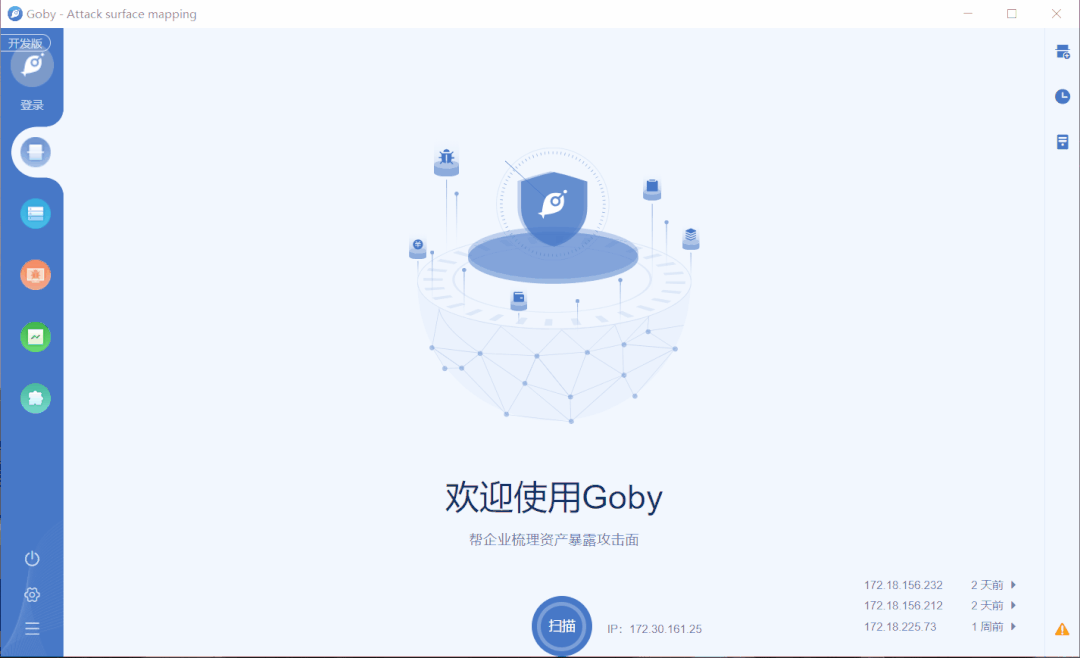 Goby - Attack surface mapping
开发版
登录
欢迎使用Goby
帮企业梳理资产暴露攻击面
扫描
IP: 172.30.161.25
172.18.156.232 2 天前
172.18.156.212 2 天前
172.18.225.73 1 周前